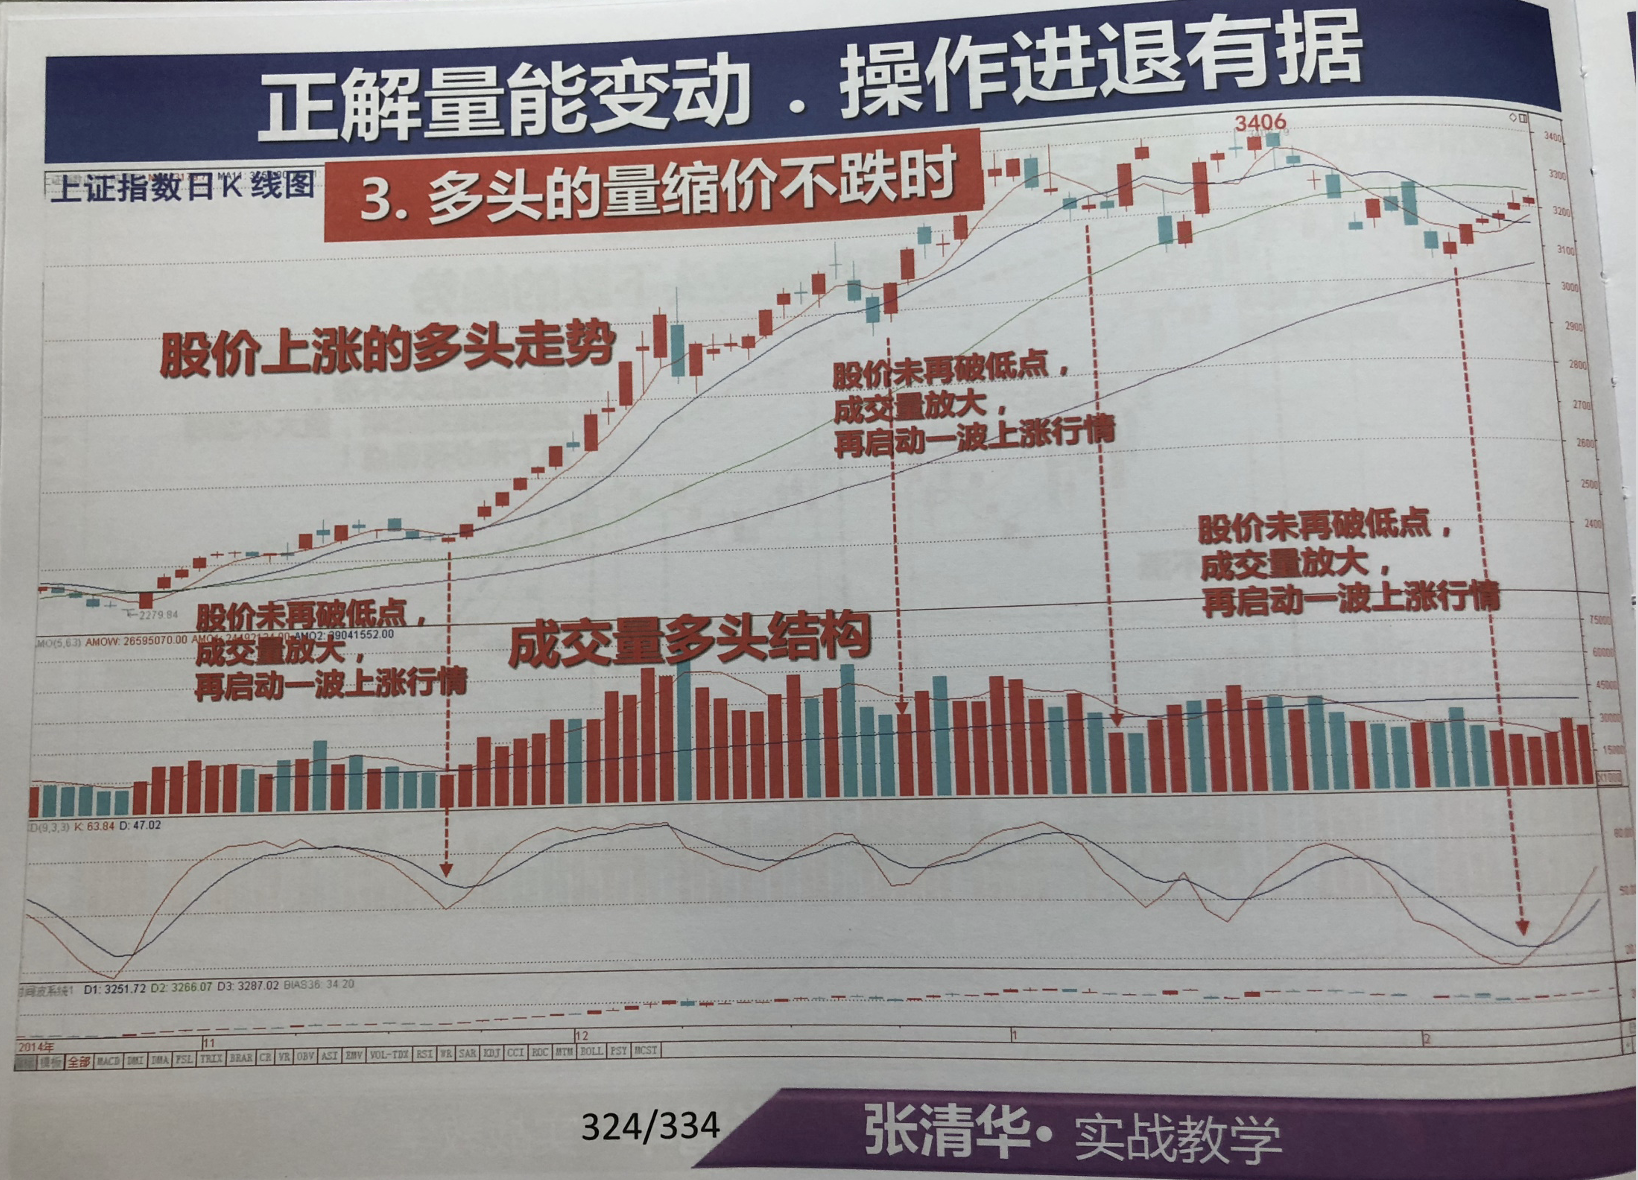 正解量能变动．操作进退有据
3406
上证指数日K 线图
3. 多头的量缩价不跌时
3400
3300
3200
3100
3000
2900
2800
2700
2600
2500
2400
股价上涨的多头走势
股价未再破低点，
成交量放大，
再启动一波上涨行情
股价未再破低点，
成交量放大，
再启动一波上涨行情
←2279.84
股价未再破低点，
成交量放大，
再启动一波上涨行情
AMOW: 26595070.00 AMO2: 39041552.00
成交量多头结构
75000
60000
45000
30000
15000
X1000
KD(9,3,3) K: 63.84 D: 47.02
80.00
50.00
D1: 3251.72 D2: 3266.07 D3: 3287.02 BIAS36: 34.20
2014年 11 12 1 2
模板 全部 MACD DMI DMA FSL TRIX BRAR CR VR OBV ASI EMV VOL-TDX RSI WR SAR KDJ CCI ROC MTM BOLL PSY MCST
324/334
张清华• 实战教学